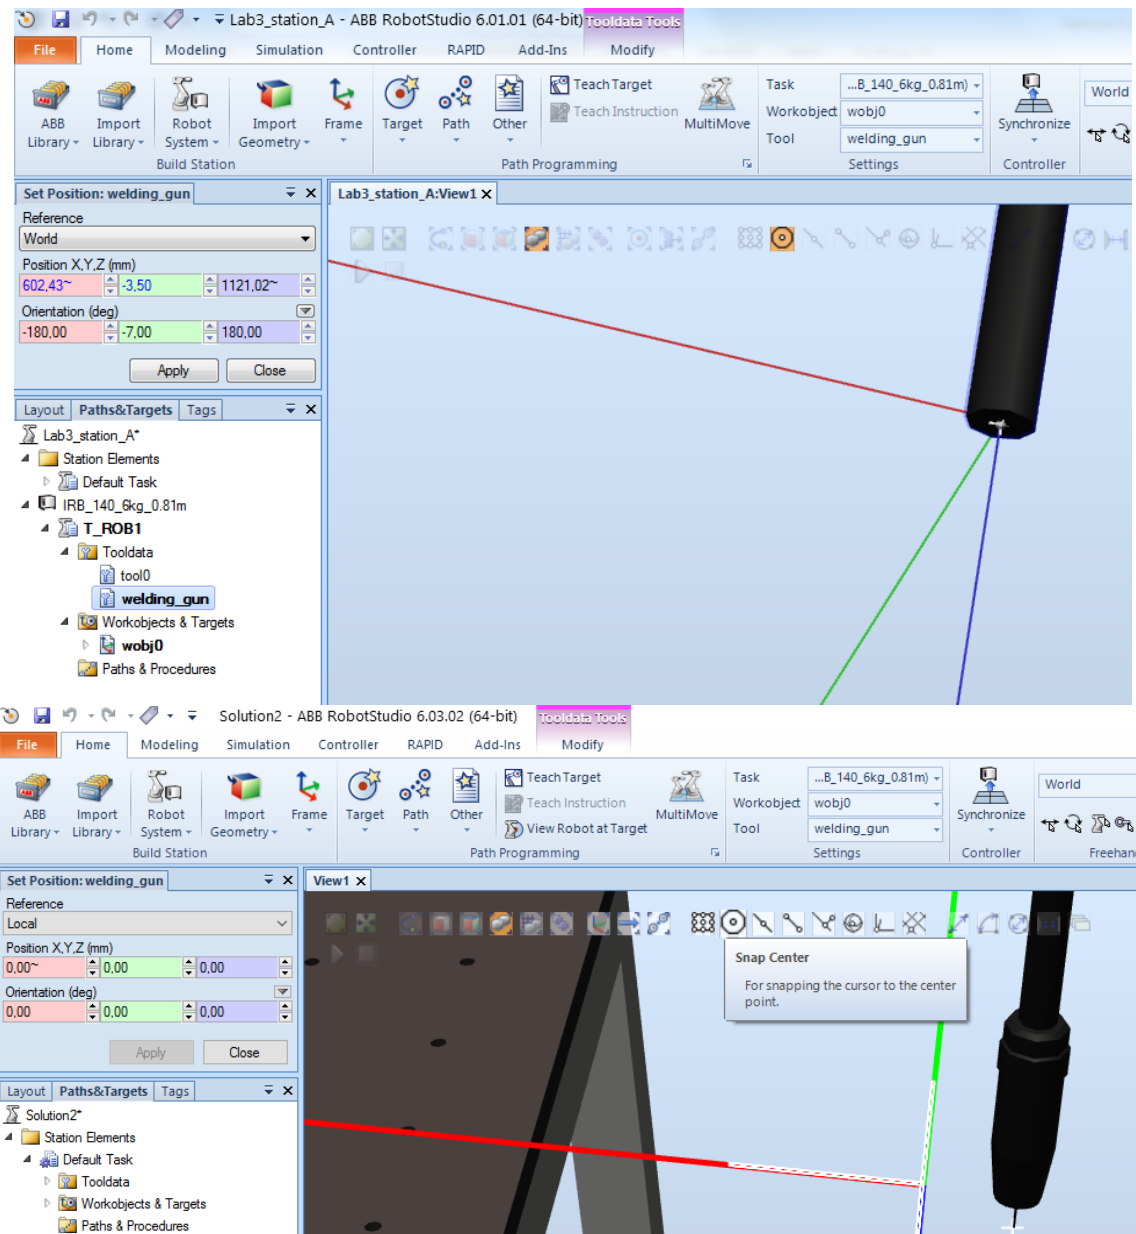 Lab3_station_A - ABB RobotStudio 6.01.01 (64-bit) Tooldata Tools
File Home Modeling Simulation Controller RAPID Add-Ins Modify
ABB Library Import Library Robot System Import Geometry Frame Target Path Other Teach Target Teach Instruction MultiMove
Task ...B_140_6kg_0.81m)
Workobject wobj0
Tool welding_gun
Synchronize World
Build Station Path Programming Settings Controller
Set Position: welding_gun Lab3_station_A:View1
Reference
World
Position X,Y,Z (mm)
602,43~ -3,50 1121,02~
Orientation (deg)
-180,00 -7,00 180,00
Apply Close
Layout Paths&Targets Tags
Lab3_station_A*
Station Elements
Default Task
IRB_140_6kg_0.81m
T_ROB1
Tooldata
tool0
welding_gun
Workobjects & Targets
wobj0
Paths & Procedures
Solution2 - ABB RobotStudio 6.03.02 (64-bit) Tooldata Tools
File Home Modeling Simulation Controller RAPID Add-Ins Modify
ABB Library Import Library Robot System Import Geometry Frame Target Path Other Teach Target Teach Instruction View Robot at Target MultiMove
Task ...B_140_6kg_0.81m)
Workobject wobj0
Tool welding_gun
Synchronize World
Build Station Path Programming Settings Controller Freehan
Set Position: welding_gun View1
Reference
Local
Position X,Y,Z (mm)
0,00~ 0,00 0,00
Orientation (deg)
0,00 0,00 0,00
Apply Close
Snap Center
For snapping the cursor to the center
point.
Layout Paths&Targets Tags
Solution2*
Station Elements
Default Task
Tooldata
Workobjects & Targets
Paths & Procedures